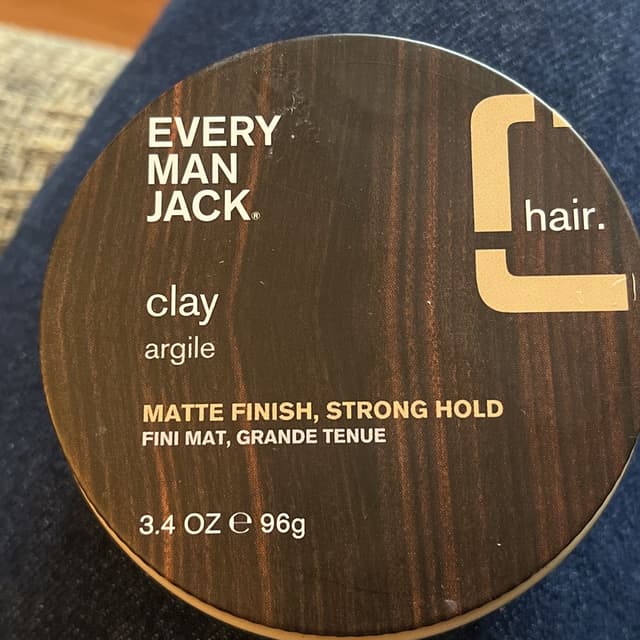 EVERY
MAN
JACK®
hair.
clay
argile
MATTE FINISH, STRONG HOLD
FINI MAT, GRANDE TENUE
3.4 OZ ℮ 96g